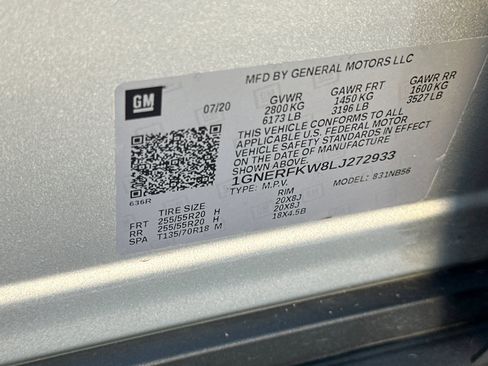 MFD BY GENERAL MOTORS LLC
GM
07/20
GVWR GAWR FRT GAWR RR
2800 KG 1450 KG 1600 KG
6173 LB 3196 LB 3527 LB
THIS VEHICLE CONFORMS TO ALL
APPLICABLE U.S. FEDERAL MOTOR
VEHICLE SAFETY STANDARDS IN EFFECT
ON THE DATE OF MANUFACTURE
SHOWN ABOVE.
1GNERFKW8LJ272933
TYPE: M.P.V. MODEL: 831NB56
636R
TIRE SIZE RIM
FRT 255/55R20 H 20X8J
RR 255/55R20 H 20X8J
SPA T135/70R18 M 18X4.5B